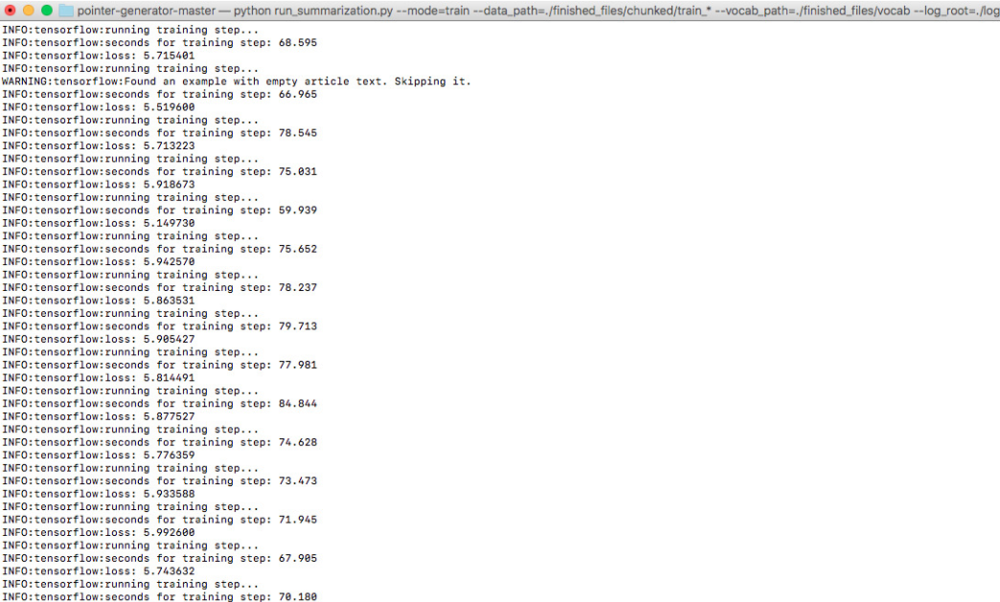 pointer-generator-master — python run_summarization.py --mode=train --data_path=./finished_files/chunked/train_* --vocab_path=./finished_files/vocab --log_root=./log
INFO:tensorflow:running training step...
INFO:tensorflow:seconds for training step: 68.595
INFO:tensorflow:loss: 5.715401
INFO:tensorflow:running training step...
WARNING:tensorflow:Found an example with empty article text. Skipping it.
INFO:tensorflow:seconds for training step: 66.965
INFO:tensorflow:loss: 5.519600
INFO:tensorflow:running training step...
INFO:tensorflow:seconds for training step: 78.545
INFO:tensorflow:loss: 5.713223
INFO:tensorflow:running training step...
INFO:tensorflow:seconds for training step: 75.031
INFO:tensorflow:loss: 5.918673
INFO:tensorflow:running training step...
INFO:tensorflow:seconds for training step: 59.939
INFO:tensorflow:loss: 5.149730
INFO:tensorflow:running training step...
INFO:tensorflow:seconds for training step: 75.652
INFO:tensorflow:loss: 5.942570
INFO:tensorflow:running training step...
INFO:tensorflow:seconds for training step: 78.237
INFO:tensorflow:loss: 5.863531
INFO:tensorflow:running training step...
INFO:tensorflow:seconds for training step: 79.713
INFO:tensorflow:loss: 5.905427
INFO:tensorflow:running training step...
INFO:tensorflow:seconds for training step: 77.981
INFO:tensorflow:loss: 5.814491
INFO:tensorflow:running training step...
INFO:tensorflow:seconds for training step: 84.844
INFO:tensorflow:loss: 5.877527
INFO:tensorflow:running training step...
INFO:tensorflow:seconds for training step: 74.628
INFO:tensorflow:loss: 5.776359
INFO:tensorflow:running training step...
INFO:tensorflow:seconds for training step: 73.473
INFO:tensorflow:loss: 5.933588
INFO:tensorflow:running training step...
INFO:tensorflow:seconds for training step: 71.945
INFO:tensorflow:loss: 5.992600
INFO:tensorflow:running training step...
INFO:tensorflow:seconds for training step: 67.905
INFO:tensorflow:loss: 5.743632
INFO:tensorflow:running training step...
INFO:tensorflow:seconds for training step: 70.180